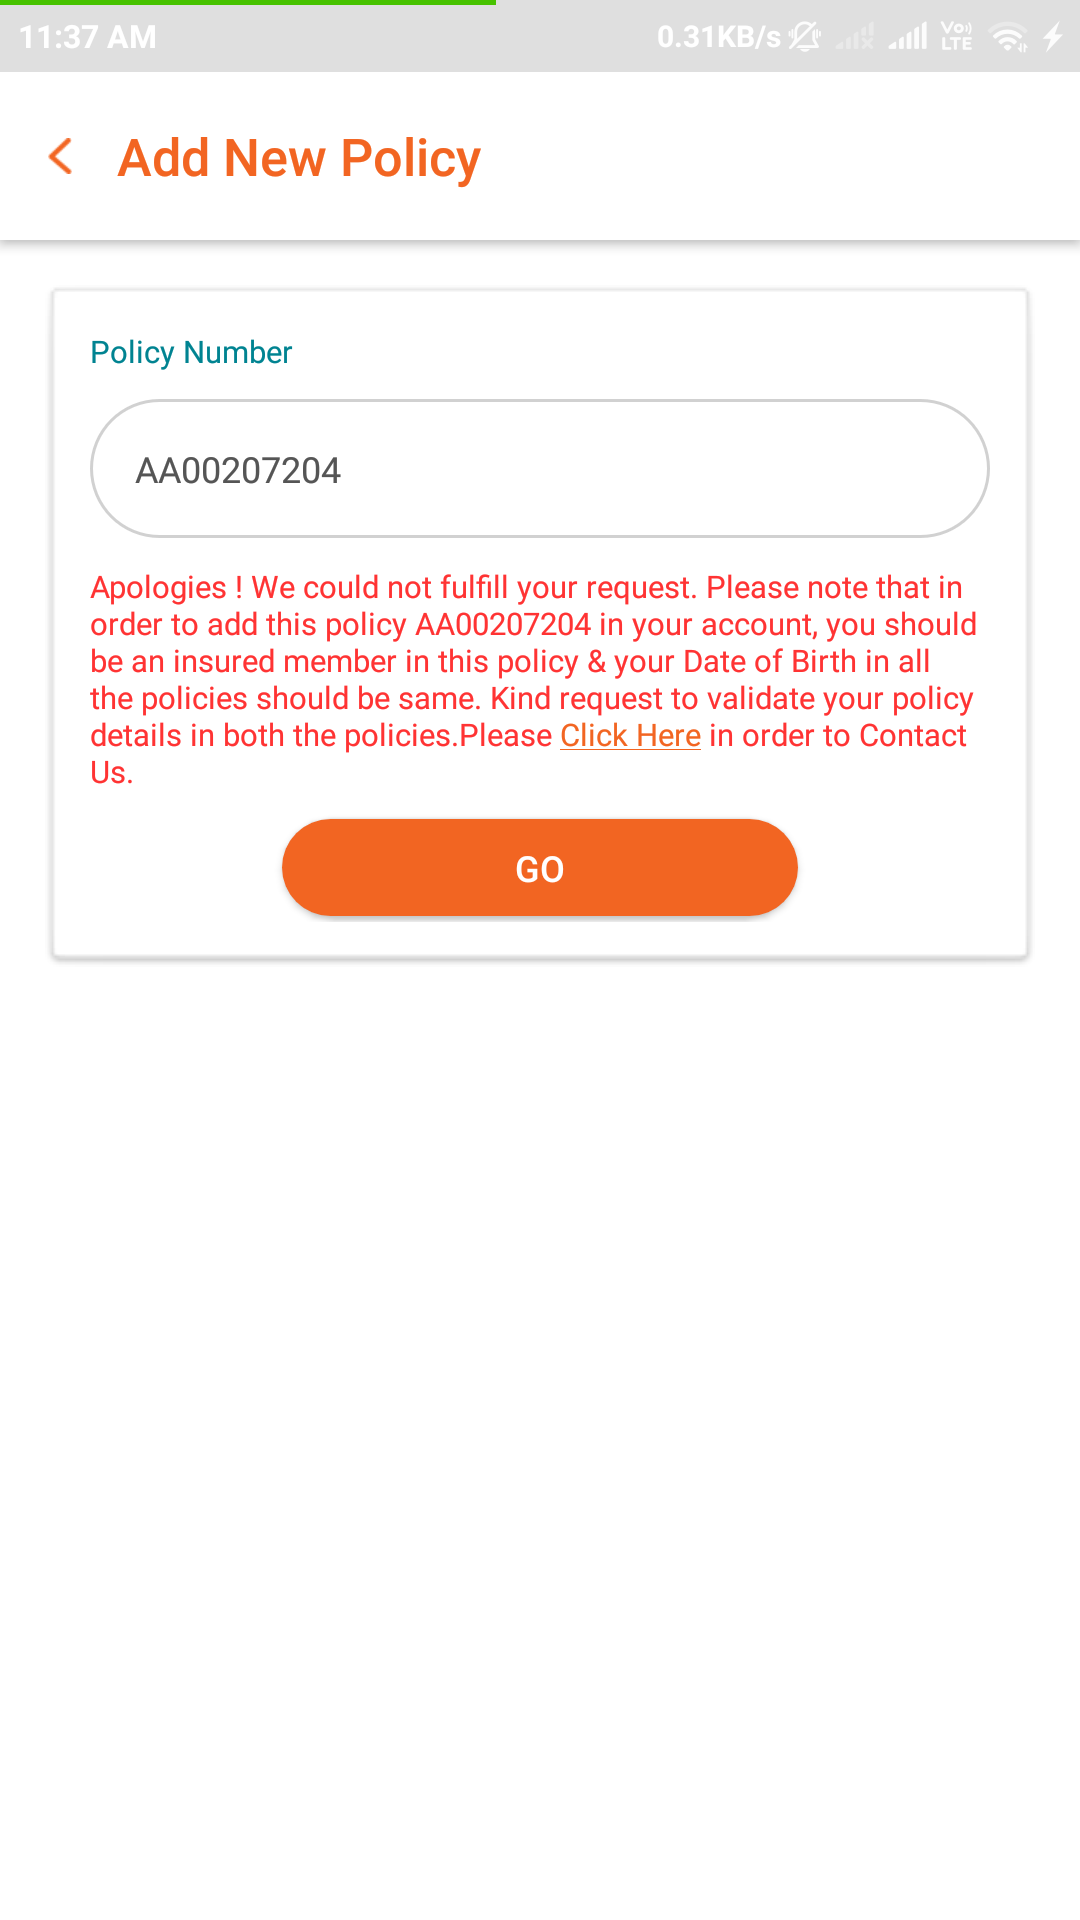 11:37 AM
0.31KB/s
Vo)) LTE
Add New Policy
Policy Number
AA00207204
Apologies ! We could not fulfill your request. Please note that in
order to add this policy AA00207204 in your account, you should
be an insured member in this policy & your Date of Birth in all
the policies should be same. Kind request to validate your policy
details in both the policies.Please Click Here in order to Contact
Us.
GO